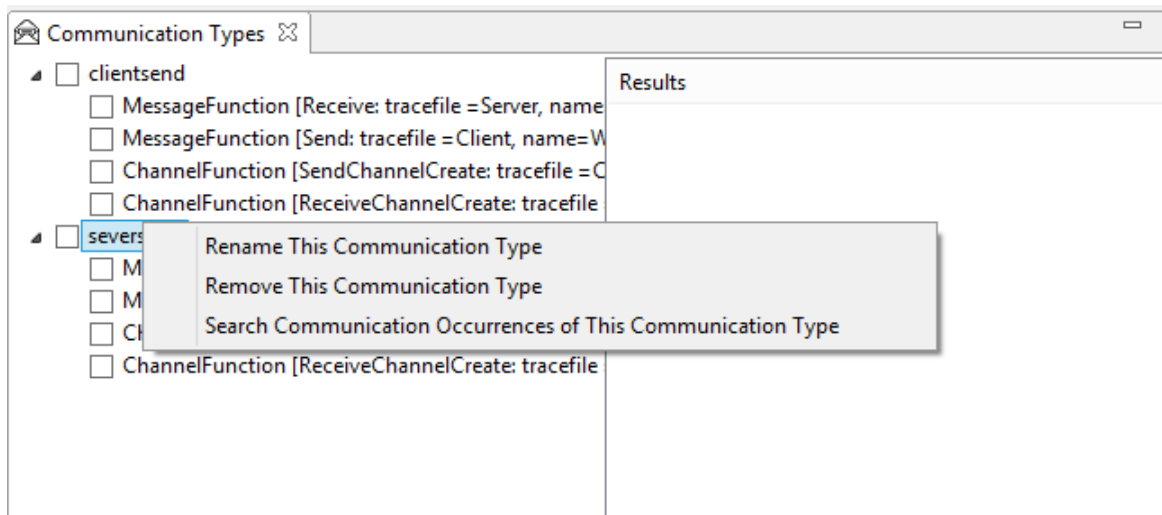 Communication Types
clientsend
Results
MessageFunction [Receive: tracefile =Server, name
MessageFunction [Send: tracefile =Client, name=W
ChannelFunction [SendChannelCreate: tracefile =C
ChannelFunction [ReceiveChannelCreate: tracefile
severs
Rename This Communication Type
M
Remove This Communication Type
M
Search Communication Occurrences of This Communication Type
Ch
ChannelFunction [ReceiveChannelCreate: tracefile